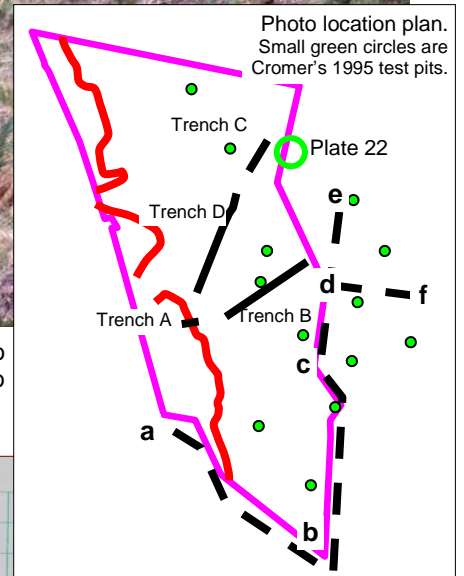 Photo location plan.
Small green circles are
Cromer's 1995 test pits.
Trench C
Plate 22
e
Trench D
d
f
Trench A
Trench B
c
a
b